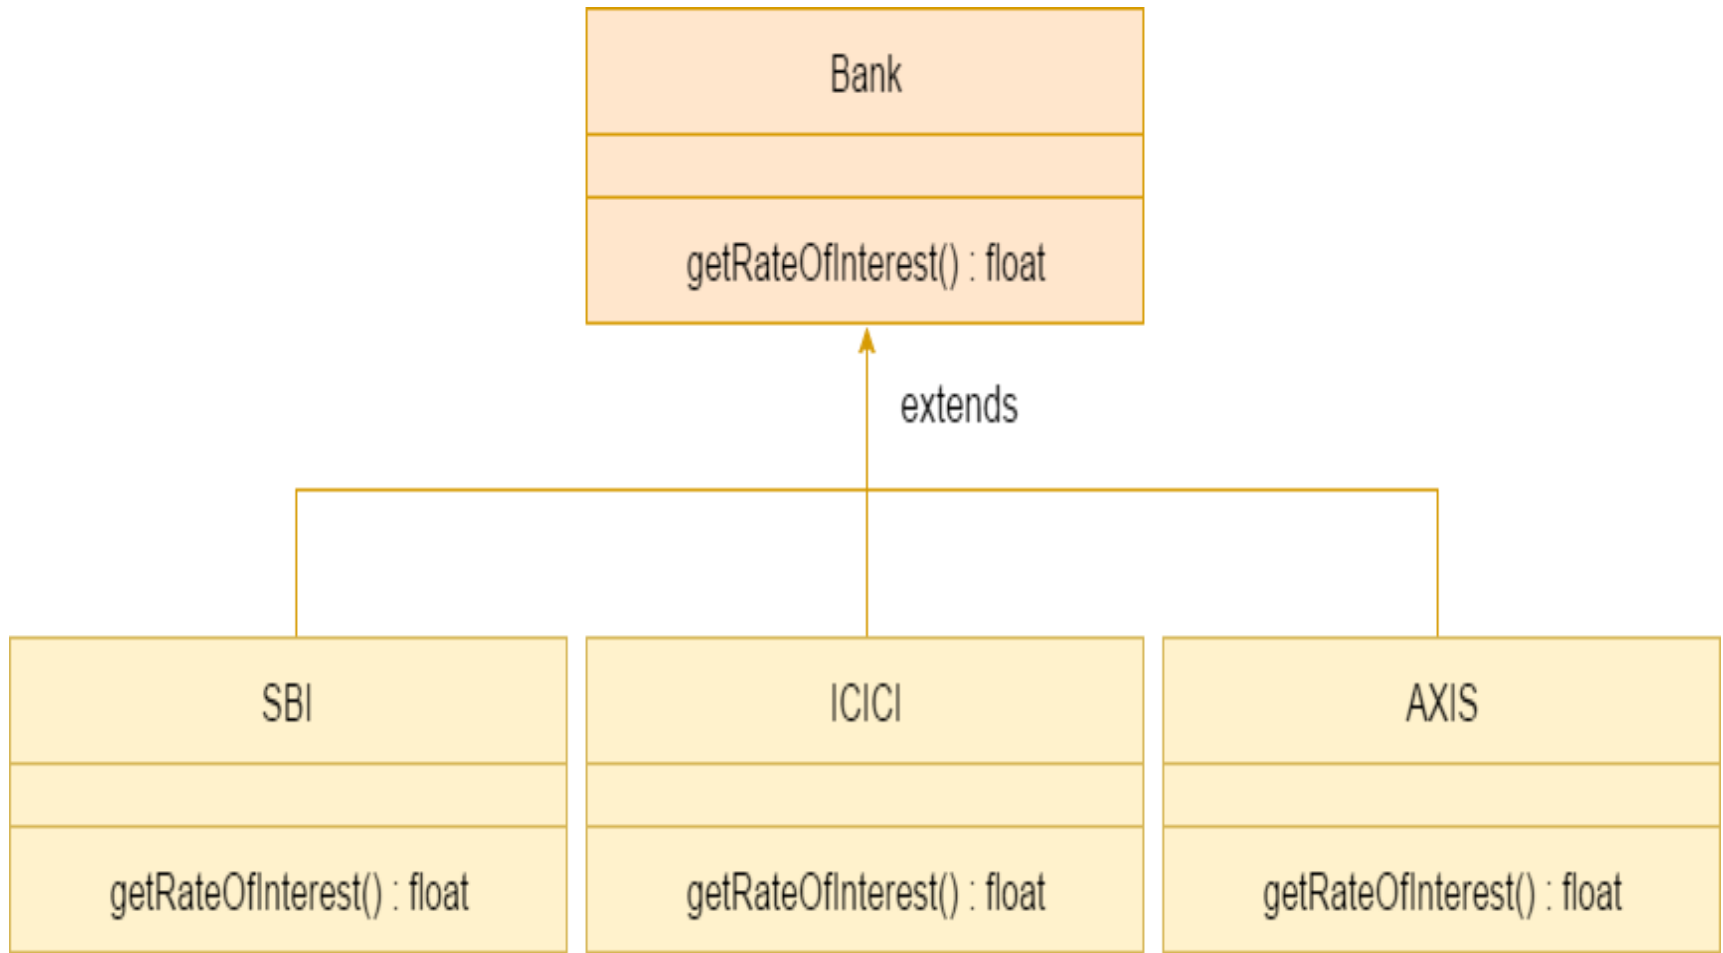 Bank
getRateOfInterest() : float
extends
SBI
ICICI
AXIS
getRateOfInterest() : float
getRateOfInterest() : float
getRateOfInterest() : float